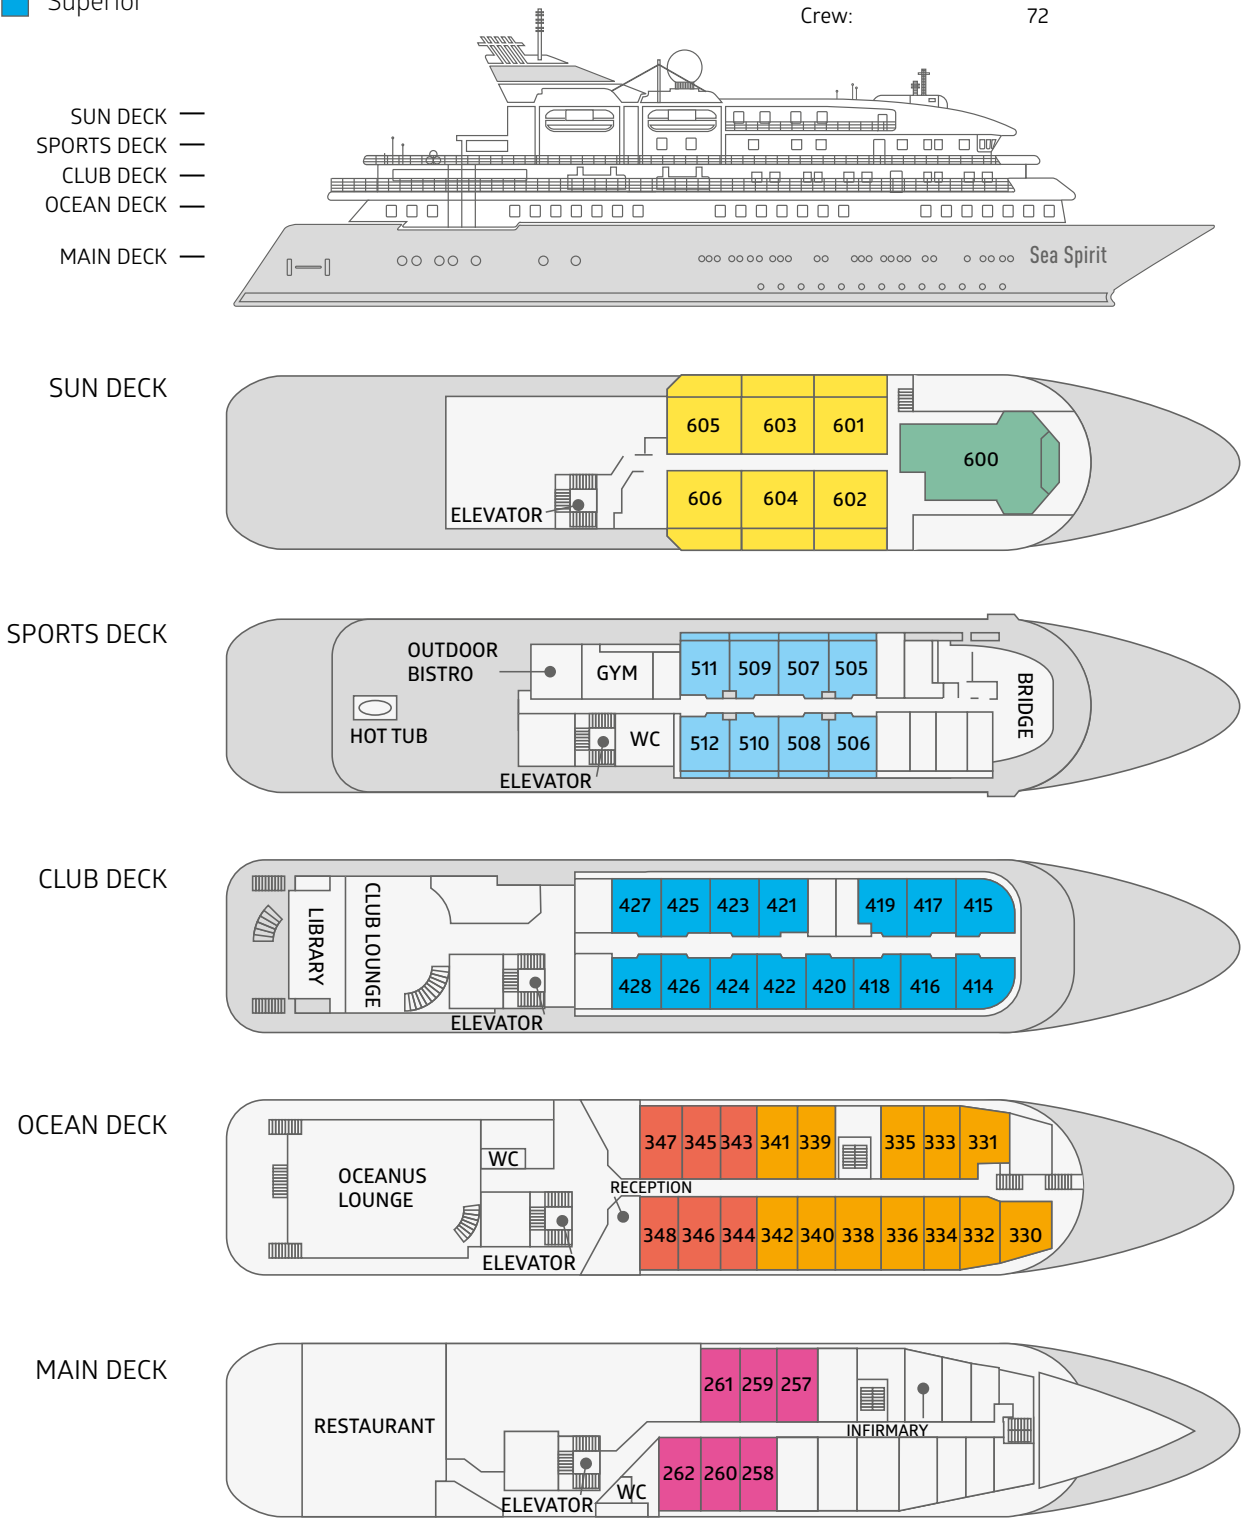 Superior
Crew: 72
SUN DECK
SPORTS DECK
CLUB DECK
OCEAN DECK
MAIN DECK
Sea Spirit
SUN DECK
605 603 601
600
606 604 602
ELEVATOR
SPORTS DECK
OUTDOOR
BISTRO
GYM
511 509 507 505
BRIDGE
HOT TUB
WC
512 510 508 506
ELEVATOR
CLUB DECK
LIBRARY
CLUB LOUNGE
427 425 423 421 419 417 415
428 426 424 422 420 418 416 414
ELEVATOR
OCEAN DECK
347 345 343 341 339 335 333 331
WC
OCEANUS
LOUNGE
RECEPTION
348 346 344 342 340 338 336 334 332 330
ELEVATOR
MAIN DECK
261 259 257
RESTAURANT
INFIRMARY
262 260 258
WC
ELEVATOR